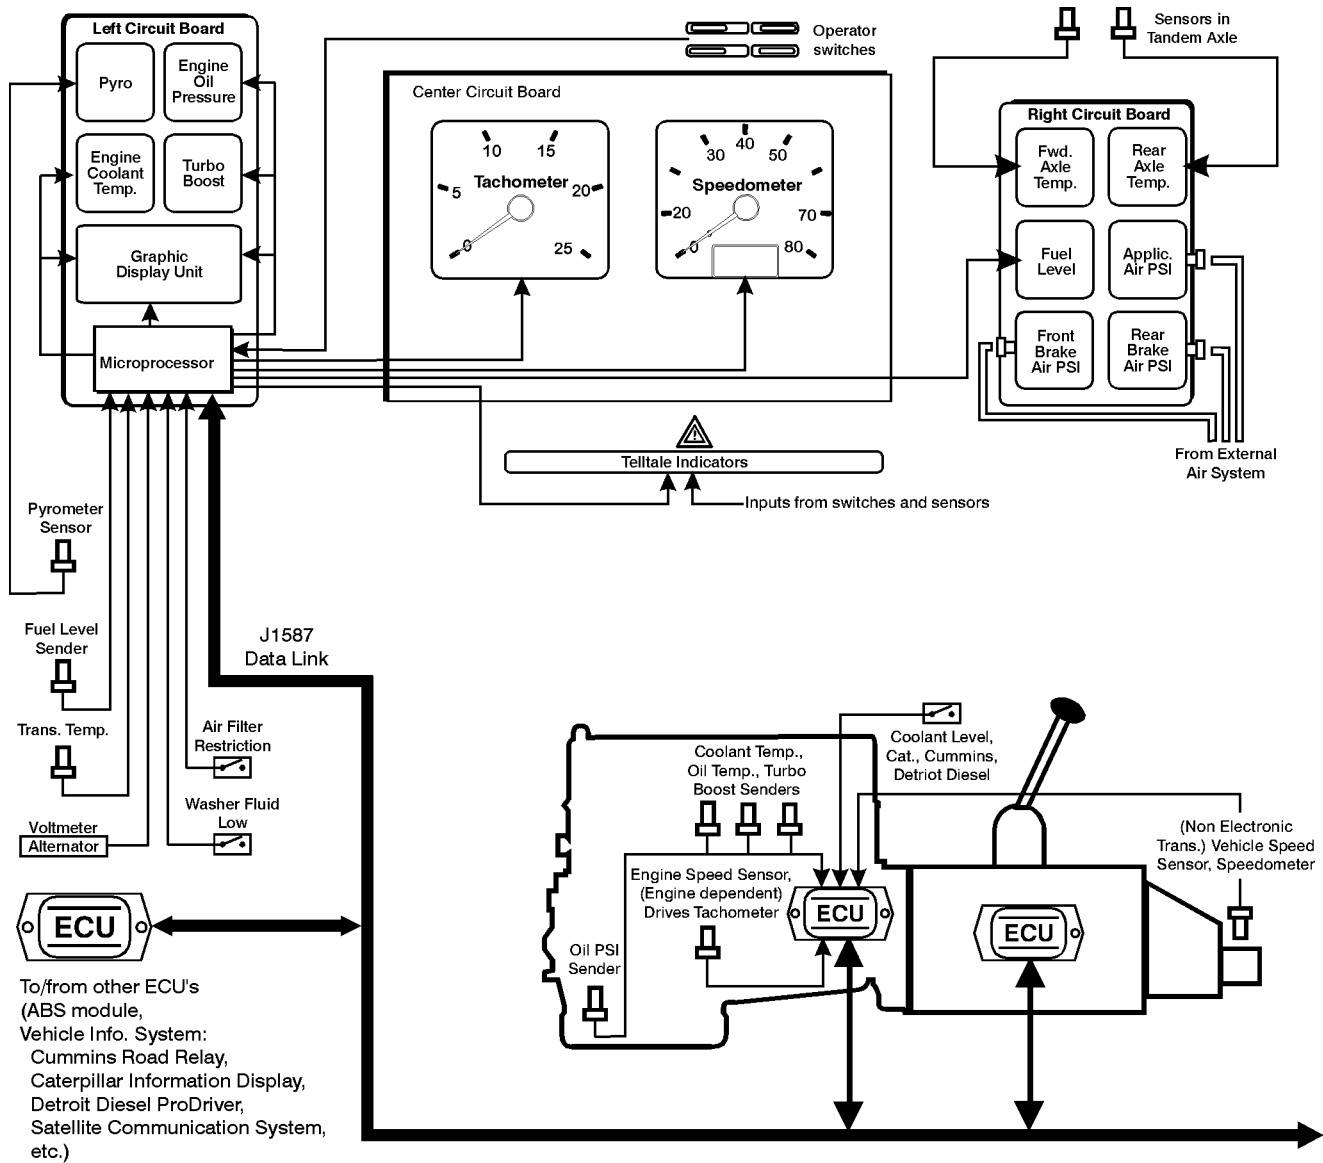 Left Circuit Board
Pyro
Engine
Oil
Pressure
Engine
Coolant
Temp.
Turbo
Boost
Graphic
Display Unit
Microprocessor
Operator
switches
Center Circuit Board
Tachometer
0
5
10
15
20
25
Speedometer
0
20
30
40
50
70
80
Sensors in
Tandem Axle
Right Circuit Board
Fwd.
Axle
Temp.
Rear
Axle
Temp.
Fuel
Level
Applic.
Air PSI
Front
Brake
Air PSI
Rear
Brake
Air PSI
From External
Air System
Telltale Indicators
Inputs from switches and sensors
Pyrometer
Sensor
Fuel Level
Sender
Trans. Temp.
Voltmeter
Alternator
Air Filter
Restriction
Washer Fluid
Low
J1587
Data Link
ECU
To/from other ECU's
(ABS module,
Vehicle Info. System:
Cummins Road Relay,
Caterpillar Information Display,
Detroit Diesel ProDriver,
Satellite Communication System,
etc.)
Coolant Temp.,
Oil Temp., Turbo
Boost Senders
Coolant Level,
Cat., Cummins,
Detriot Diesel
Engine Speed Sensor,
(Engine dependent)
Drives Tachometer
Oil PSI
Sender
ECU
ECU
(Non Electronic
Trans.) Vehicle Speed
Sensor, Speedometer